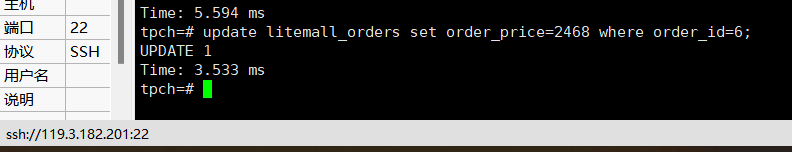 主机
端口 22
协议 SSH
用户名
说明
Time: 5.594 ms
tpch=# update litemall_orders set order_price=2468 where order_id=6;
UPDATE 1
Time: 3.533 ms
tpch=#
ssh://119.3.182.201:22